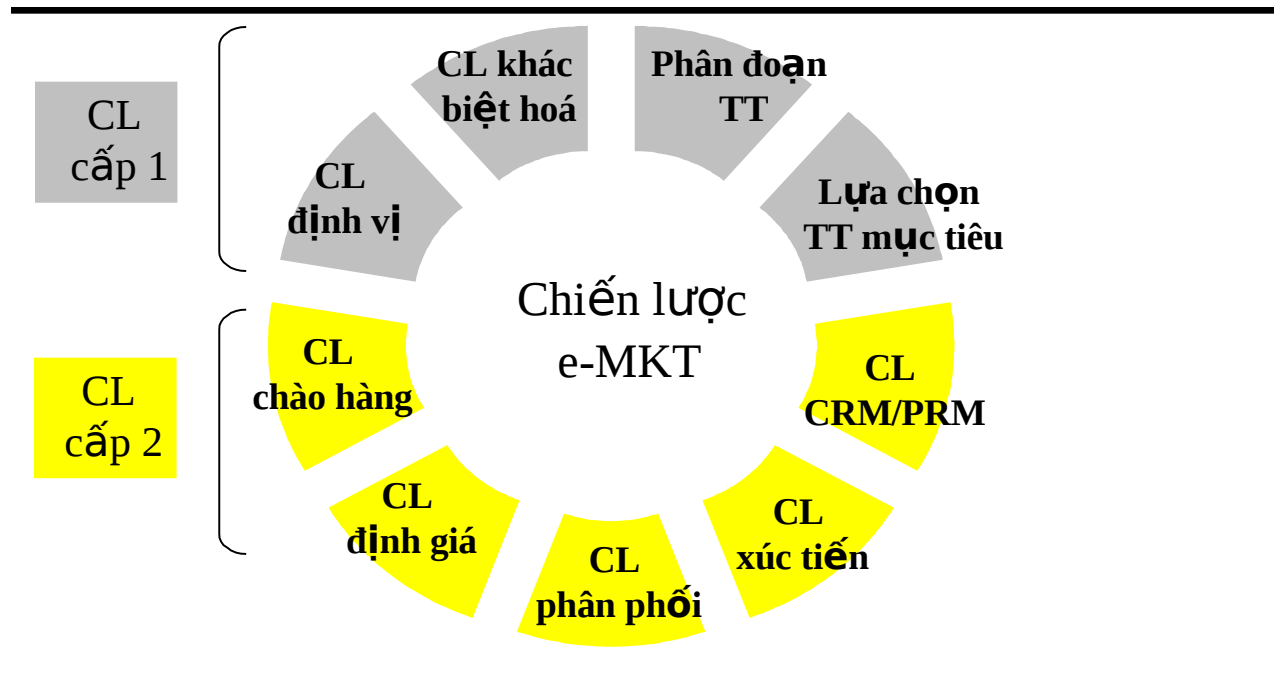 CL
cấp 1
CL khác
biệt hoá
Phân đoạn
TT
CL
định vị
Lựa chọn
TT mục tiêu
Chiến lược
e-MKT
CL
cấp 2
CL
chào hàng
CL
CRM/PRM
CL
định giá
CL
xúc tiến
CL
phân phối